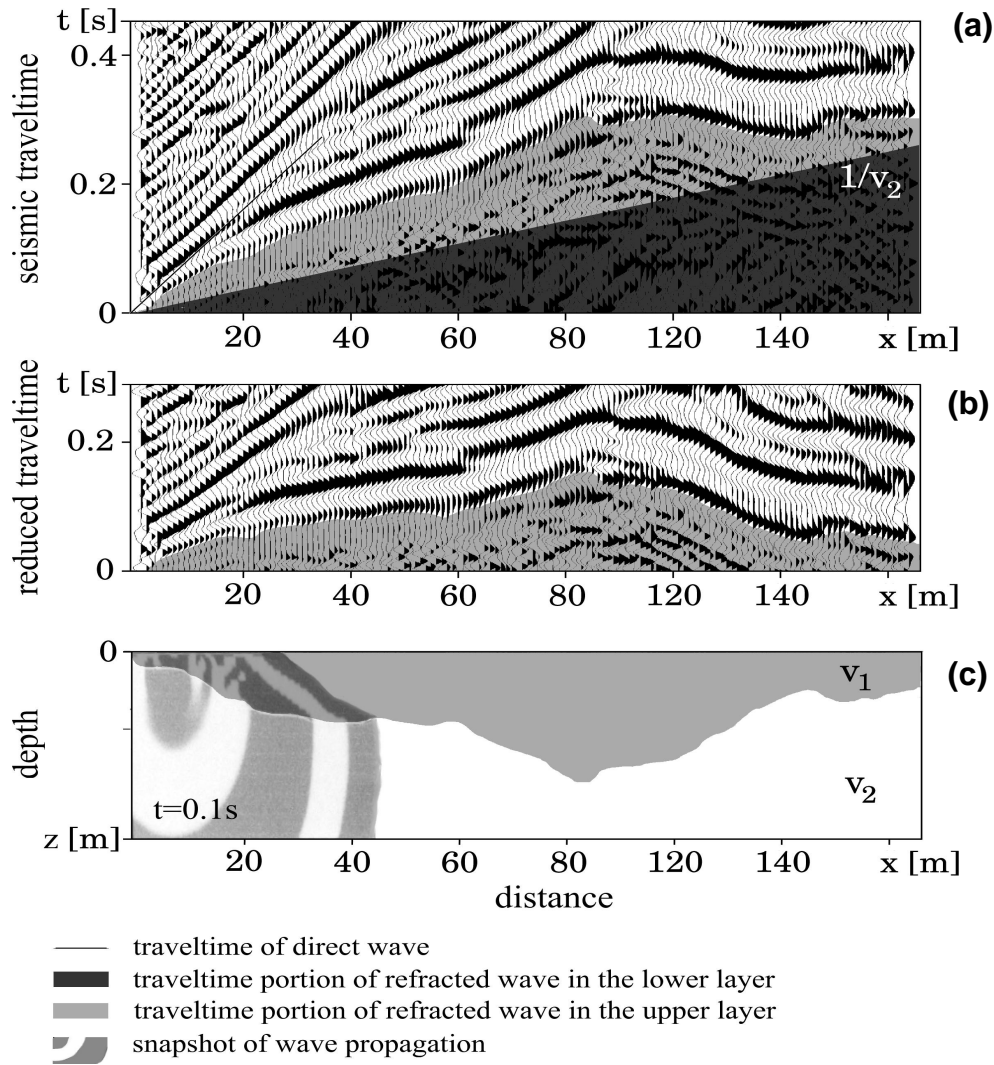 t [s]
(a)
0.4
seismic traveltime
0.2
1/v2
0
20
40
60
80
120
140
x [m]
t [s]
(b)
reduced traveltime
0.2
0
20
40
60
80
120
140
x [m]
0
(c)
v1
depth
v2
t=0.1s
z [m]
20
40
60
80
120
140
x [m]
distance
traveltime of direct wave
traveltime portion of refracted wave in the lower layer
traveltime portion of refracted wave in the upper layer
snapshot of wave propagation